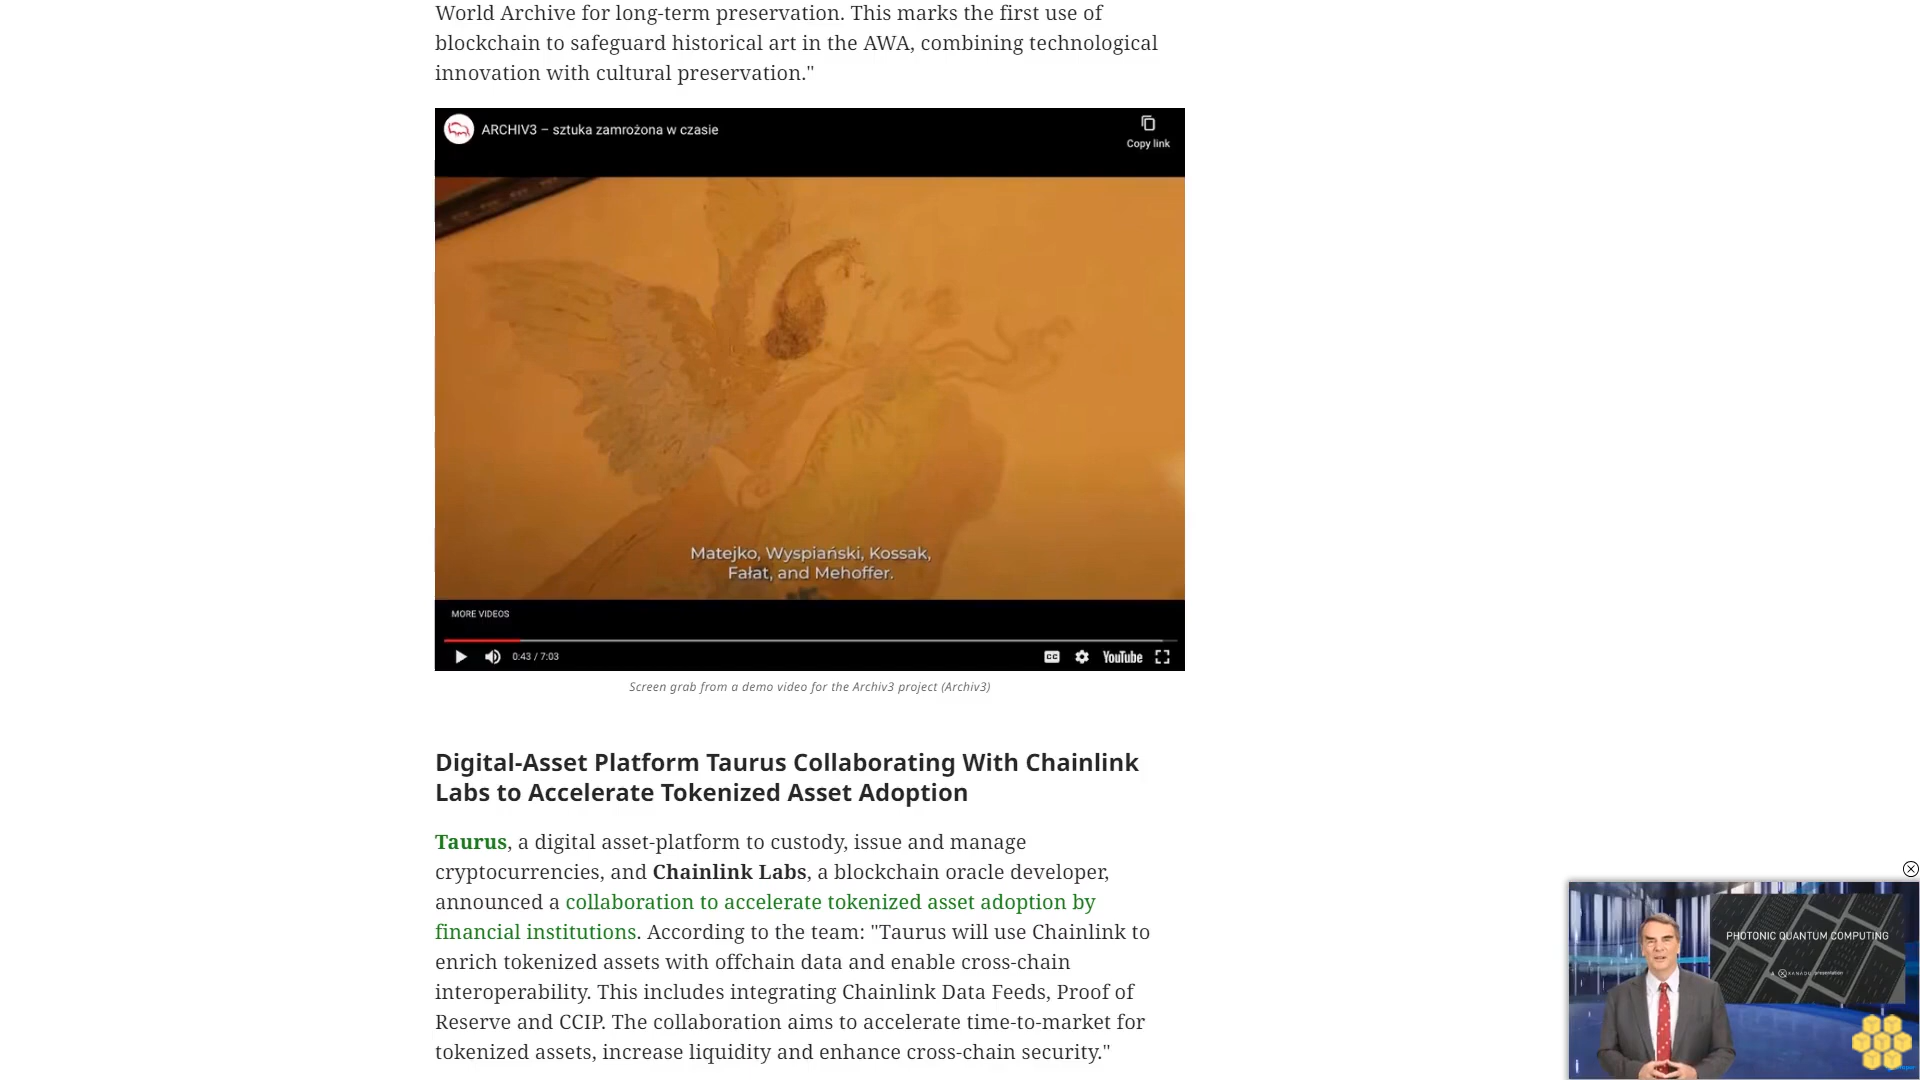 World Archive for long-term preservation. This marks the first use of
blockchain to safeguard historical art in the AWA, combining technological
innovation with cultural preservation."
ARCHIV3 – sztuka zamrożona w czasie
Copy link
Matejko, Wyspiański, Kossak,
Fałat, and Mehoffer.
MORE VIDEOS
0:43 / 7:03
CC
YouTube
Screen grab from a demo video for the Archiv3 project (Archiv3)
Digital-Asset Platform Taurus Collaborating With Chainlink
Labs to Accelerate Tokenized Asset Adoption
Taurus, a digital asset-platform to custody, issue and manage
cryptocurrencies, and Chainlink Labs, a blockchain oracle developer,
announced a collaboration to accelerate tokenized asset adoption by
financial institutions. According to the team: "Taurus will use Chainlink to
enrich tokenized assets with offchain data and enable cross-chain
interoperability. This includes integrating Chainlink Data Feeds, Proof of
Reserve and CCIP. The collaboration aims to accelerate time-to-market for
tokenized assets, increase liquidity and enhance cross-chain security."
PHOTONIC QUANTUM COMPUTING
A XANADU presentation